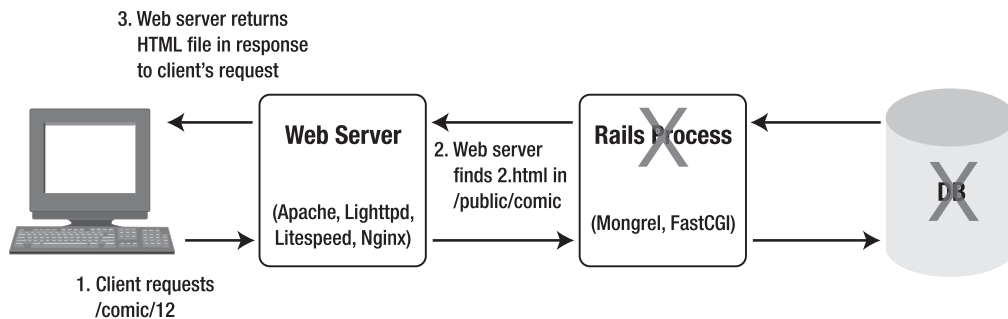 3. Web server returns
HTML file in response
to client's request
Web Server
(Apache, Lighttpd,
Litespeed, Nginx)
2. Web server
finds 2.html in
/public/comic
Rails Process
X
(Mongrel, FastCGI)
DB
X
1. Client requests
/comic/12